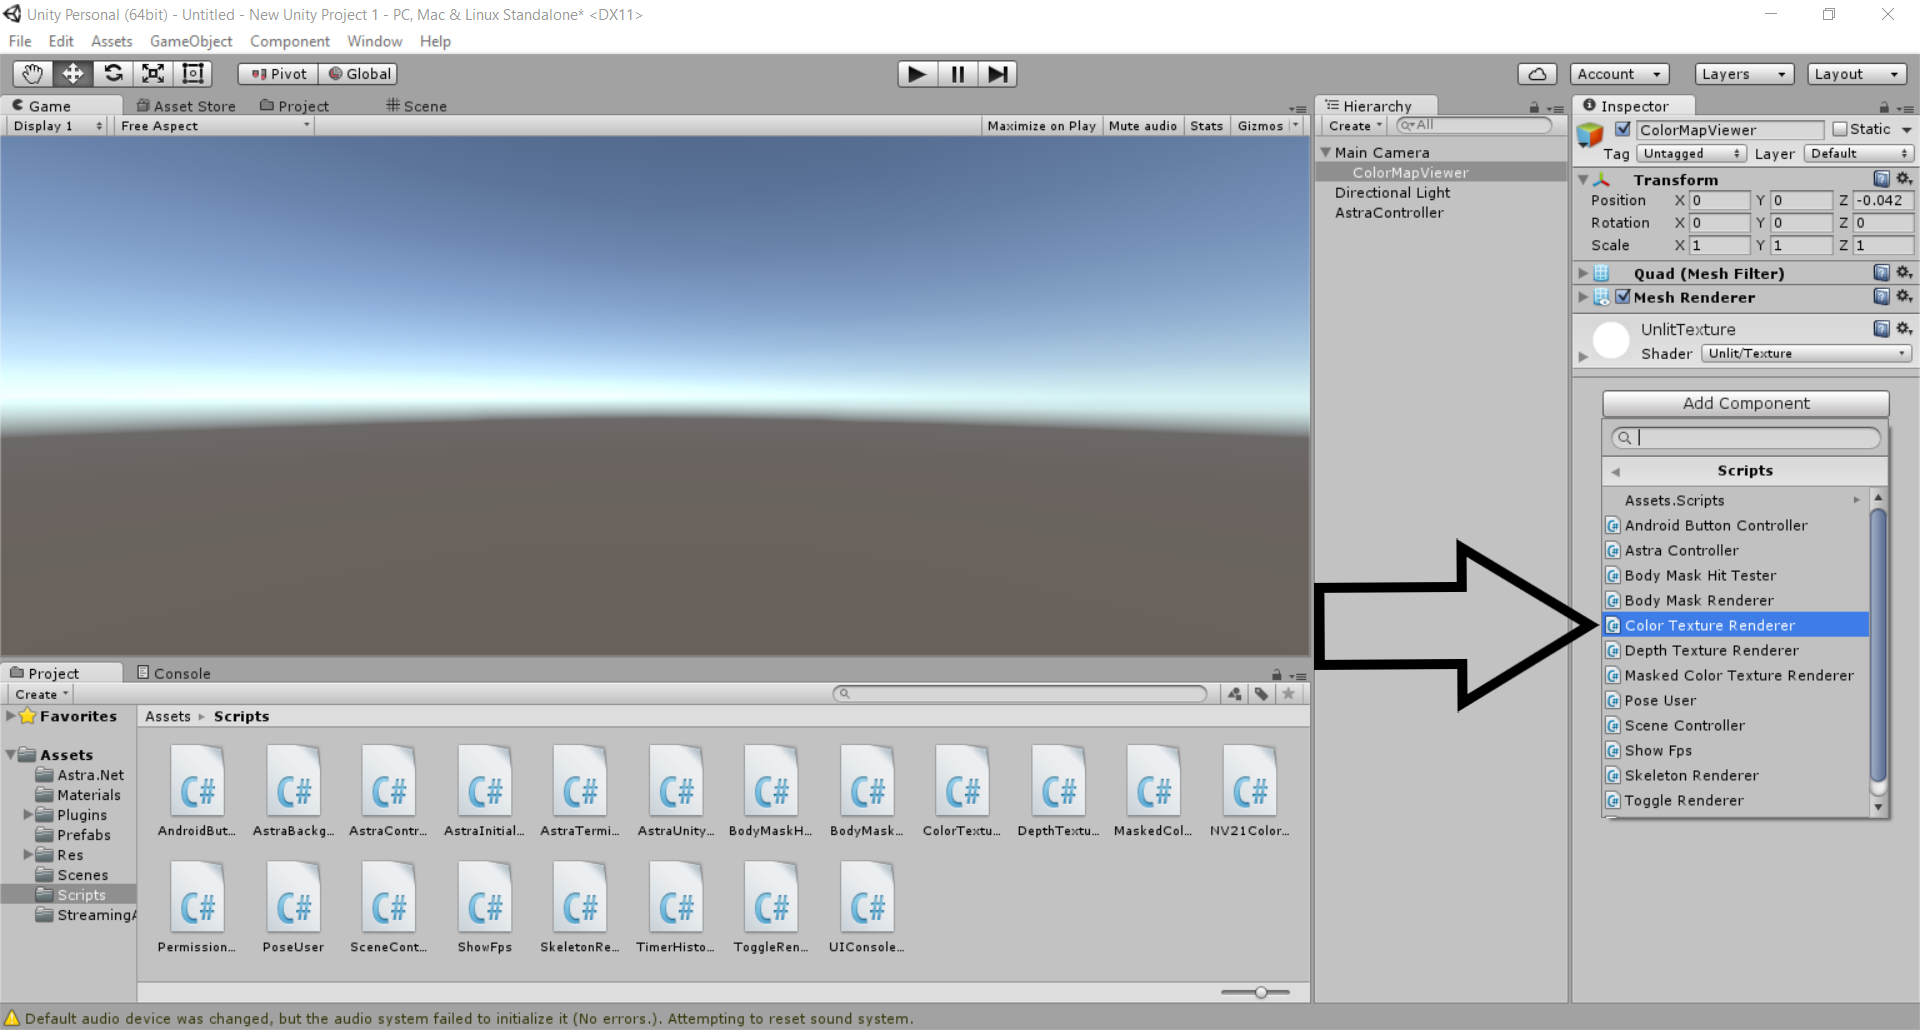 Unity Personal (64bit) - Untitled - New Unity Project 1 - PC, Mac & Linux Standalone* <DX11>
File Edit Assets GameObject Component Window Help
Pivot Global Account Layers Layout
Game Asset Store Project Scene
Display 1 Free Aspect Maximize on Play Mute audio Stats Gizmos
Hierarchy
Create All
Main Camera
ColorMapViewer
Directional Light
AstraController
Inspector
ColorMapViewer Static
Tag Untagged Layer Default
Transform
Position X 0 Y 0 Z -0.042
Rotation X 0 Y 0 Z 0
Scale X 1 Y 1 Z 1
Quad (Mesh Filter)
Mesh Renderer
UnlitTexture
Shader Unlit/Texture
Add Component
Scripts
Assets.Scripts
Android Button Controller
Astra Controller
Body Mask Hit Tester
Body Mask Renderer
Color Texture Renderer
Depth Texture Renderer
Masked Color Texture Renderer
Pose User
Scene Controller
Show Fps
Skeleton Renderer
Toggle Renderer
Project Console
Create
Favorites
Assets
Astra.Net
Materials
Plugins
Prefabs
Res
Scenes
Scripts
StreamingA
Assets ▸ Scripts
C# C# C# C# C# C# C# C# C# C# C# C#
AndroidBut... AstraBackg... AstraContr... AstraInitial... AstraTermi... AstraUnity... BodyMaskH... BodyMask... ColorTextu... DepthTextu... MaskedCol... NV21Color...
C# C# C# C# C# C# C# C#
Permission... PoseUser SceneCont... ShowFps SkeletonRe... TimerHisto... ToggleRen... UIConsole...
Default audio device was changed, but the audio system failed to initialize it (No errors.). Attempting to reset sound system.